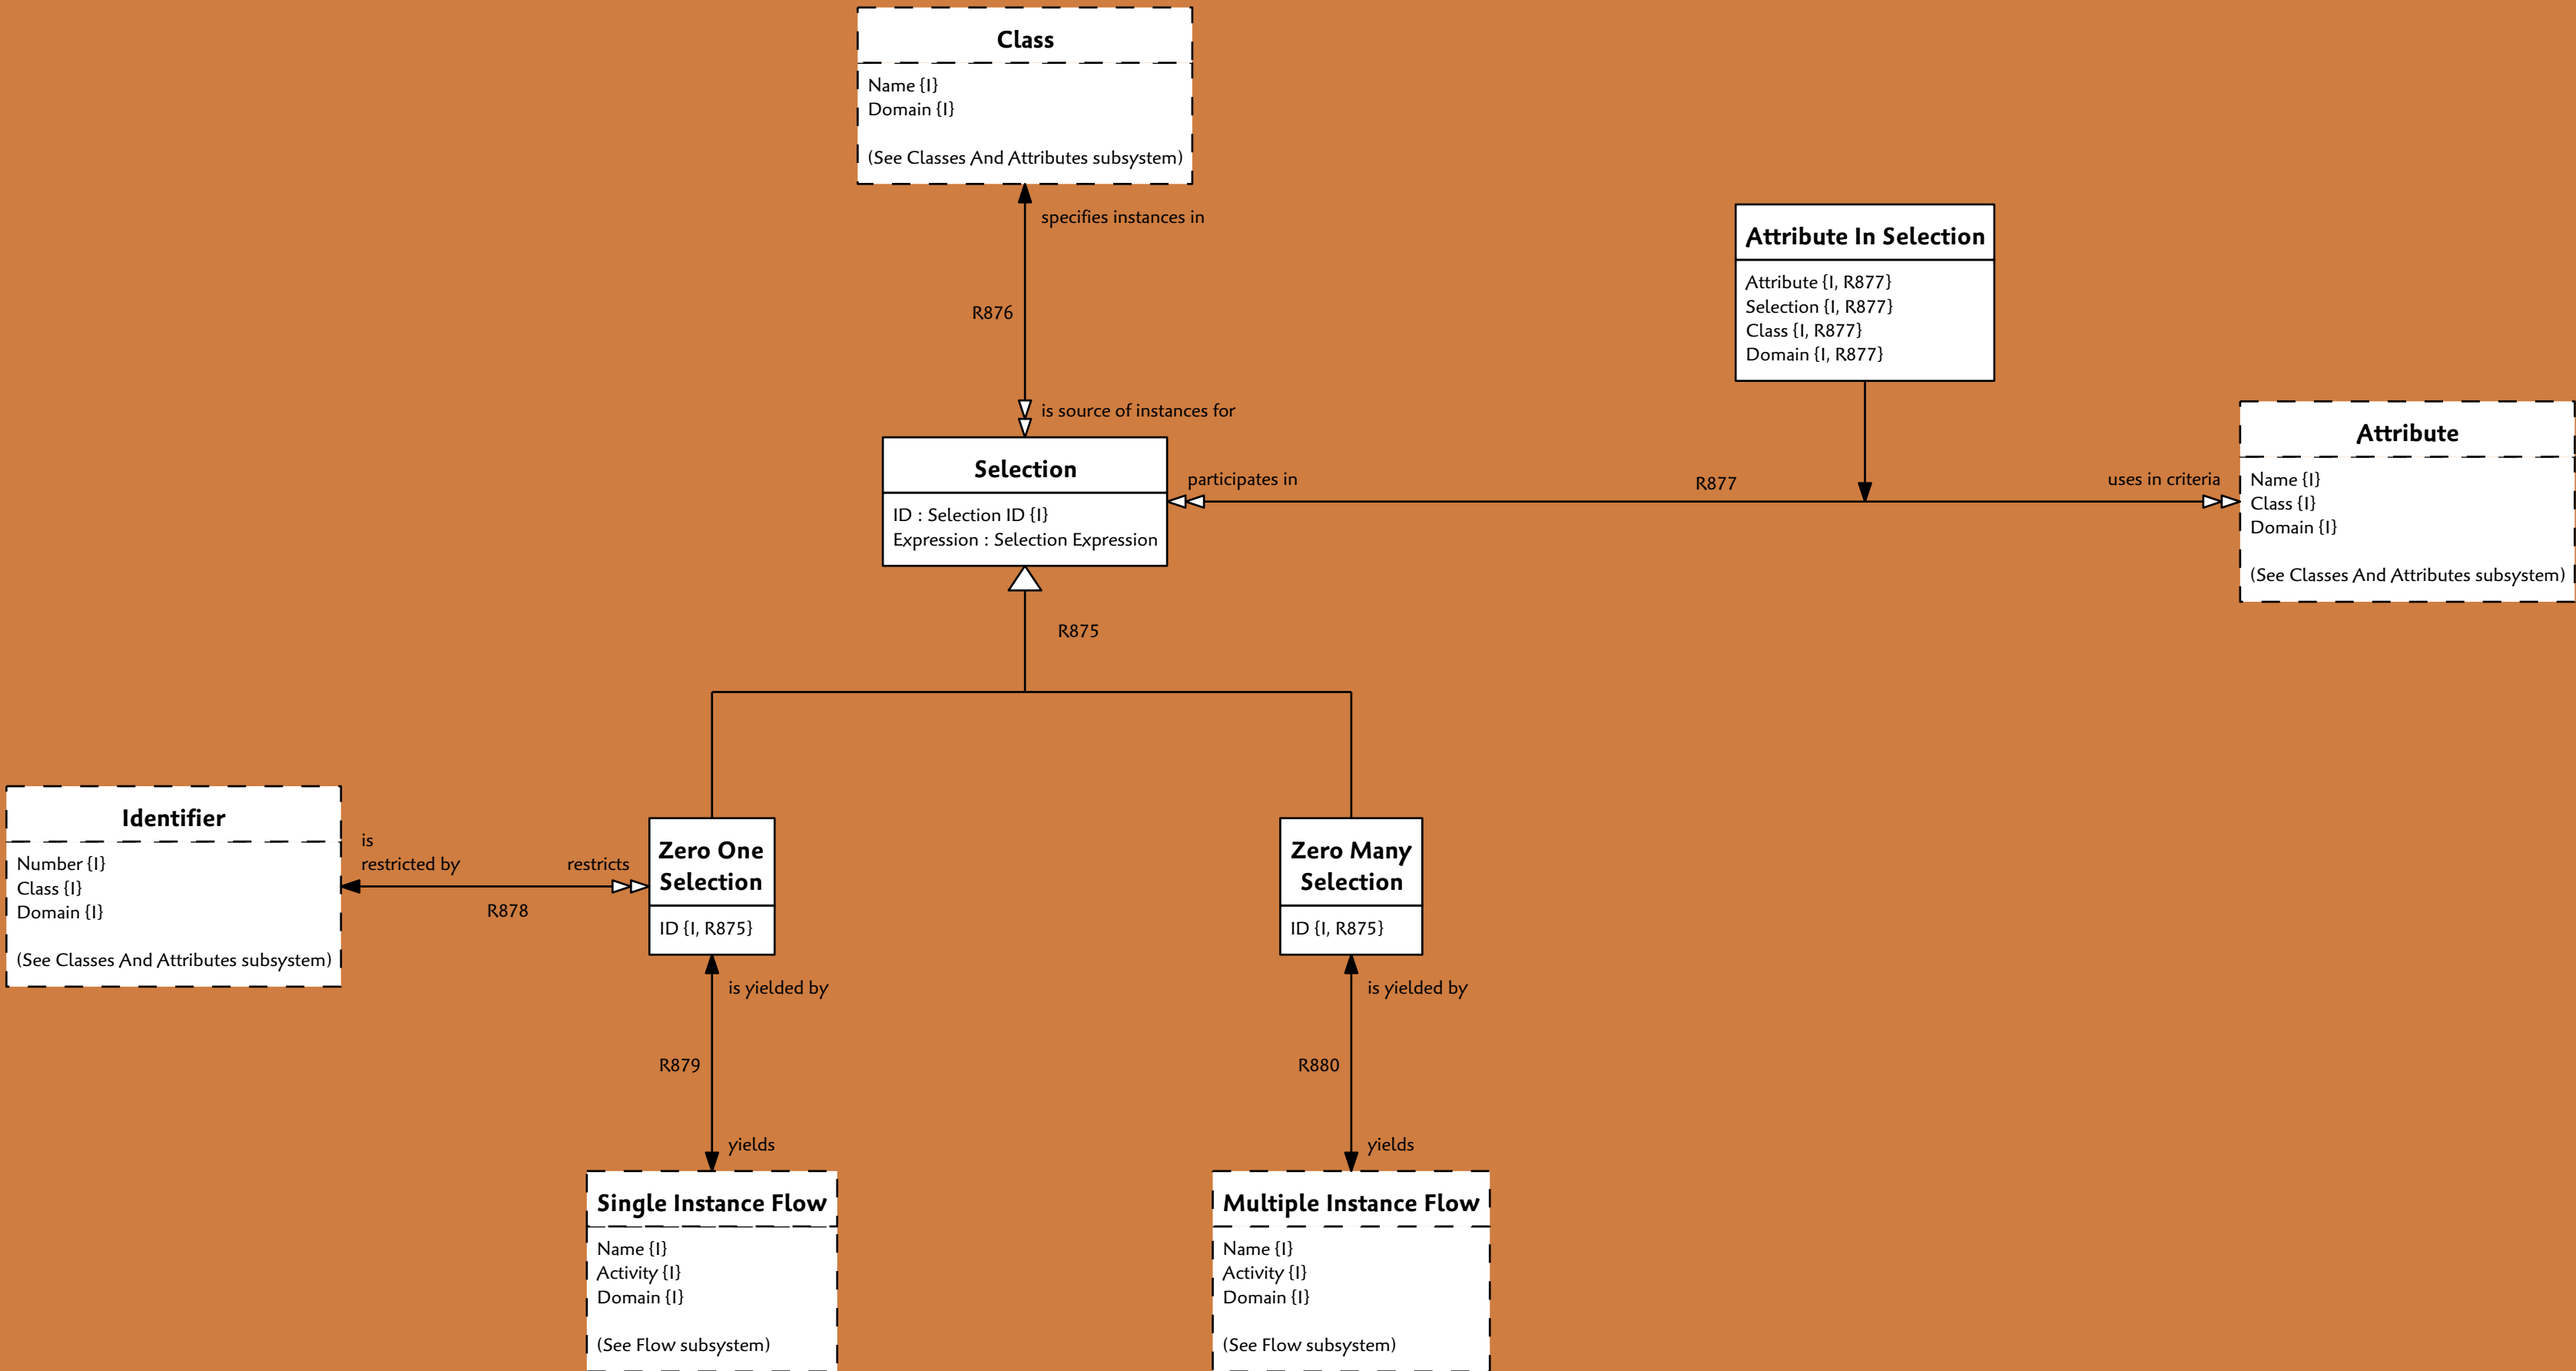 Class
Name {I}
Domain {I}
(See Classes And Attributes subsystem)
specifies instances in
R876
is source of instances for
Attribute In Selection
Attribute {I, R877}
Selection {I, R877}
Class {I, R877}
Domain {I, R877}
Selection
ID : Selection ID {I}
Expression : Selection Expression
participates in
R877
uses in criteria
Attribute
Name {I}
Class {I}
Domain {I}
(See Classes And Attributes subsystem)
R875
Identifier
Number {I}
Class {I}
Domain {I}
(See Classes And Attributes subsystem)
is
restricted by
restricts
R878
Zero One
Selection
ID {I, R875}
Zero Many
Selection
ID {I, R875}
is yielded by
R879
yields
is yielded by
R880
yields
Single Instance Flow
Name {I}
Activity {I}
Domain {I}
(See Flow subsystem)
Multiple Instance Flow
Name {I}
Activity {I}
Domain {I}
(See Flow subsystem)